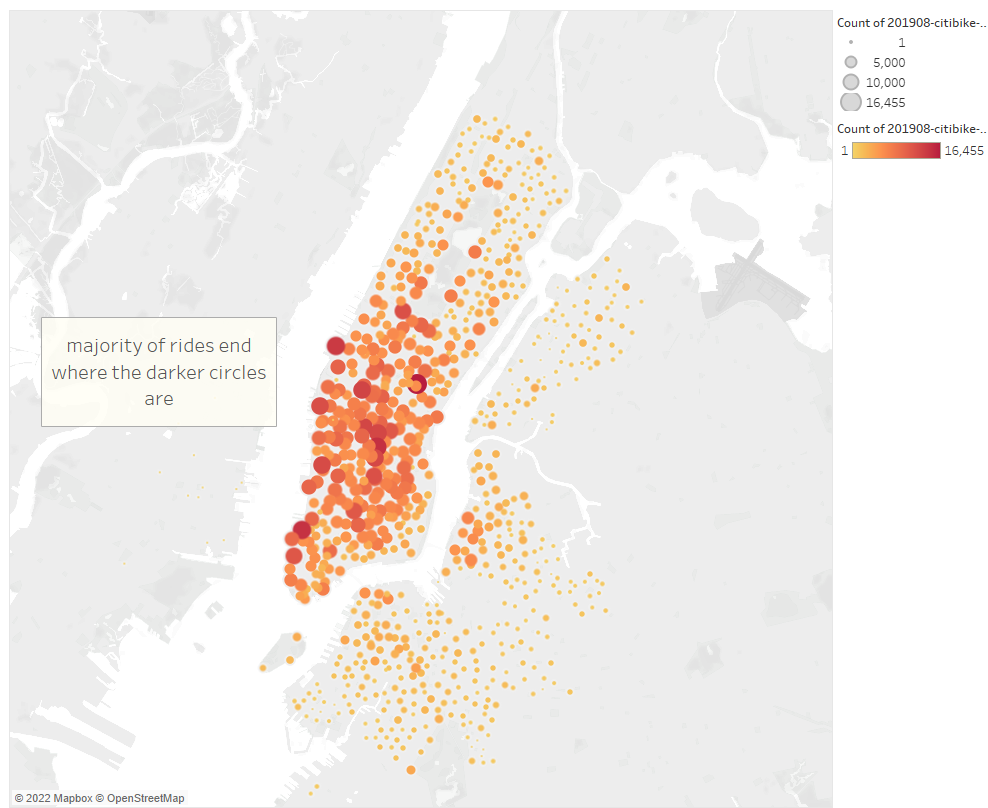 Count of 201908-citibike-..
1
5,000
10,000
16,455
Count of 201908-citibike-..
1 16,455
majority of rides end
where the darker circles
are
© 2022 Mapbox © OpenStreetMap